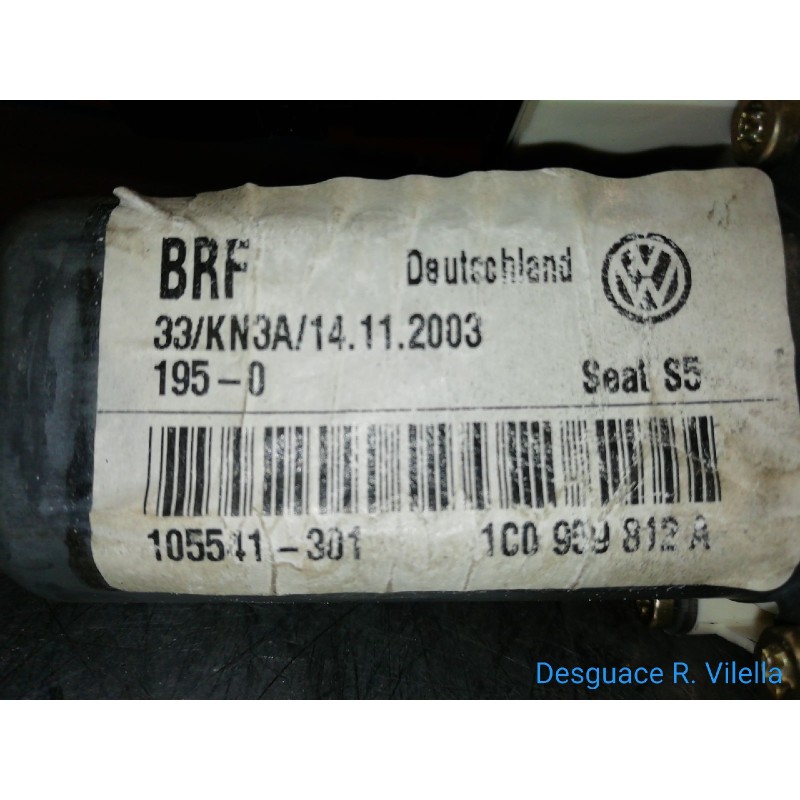 BRF
Deutschland
33/KN3A/14.11.2003
195-0
Seat S5
105541-301
1C0 959 812 A
Desguace R. Vilella